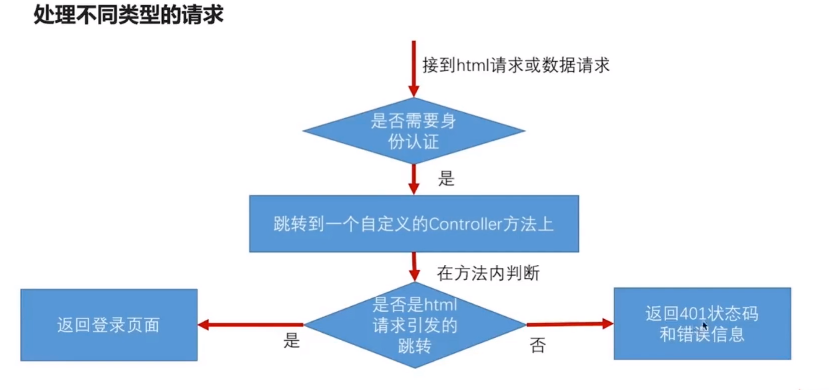 处理不同类型的请求
接到html请求或数据请求
是否需要身
份认证
是
跳转到一个自定义的Controller方法上
在方法内判断
是否是html
请求引发的
跳转
返回登录页面
是
否
返回401状态码
和错误信息